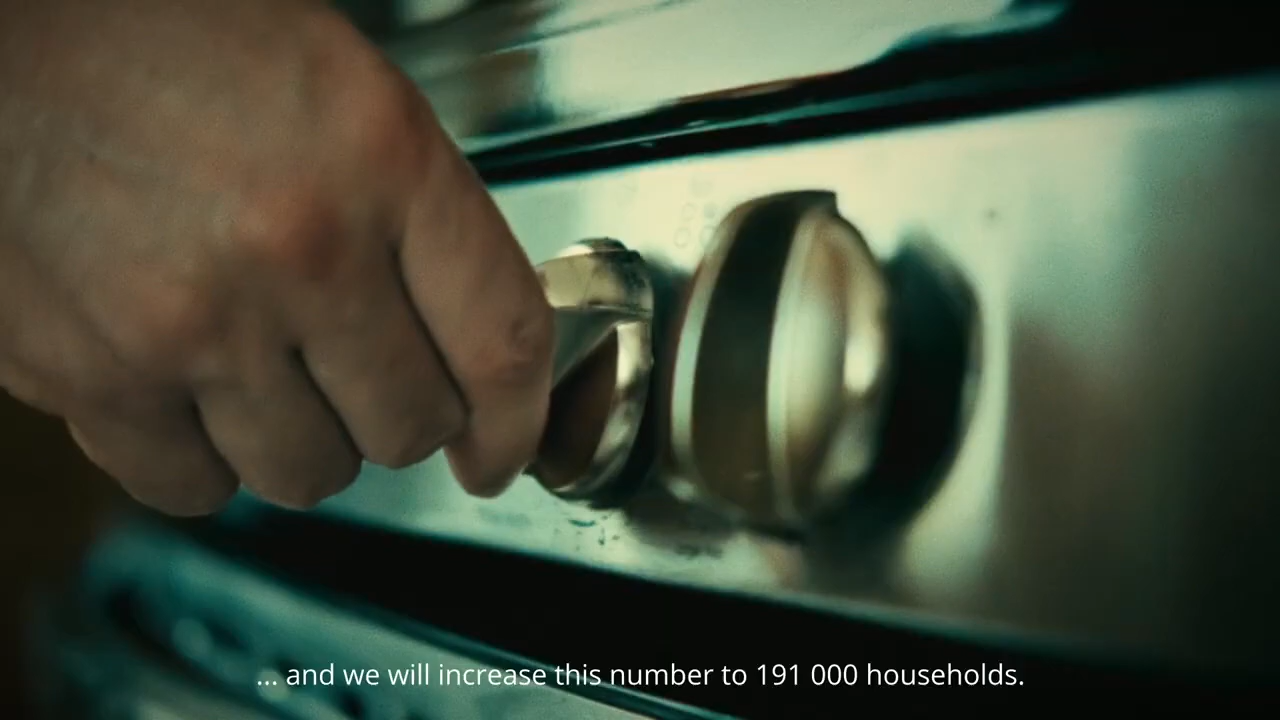 ... and we will increase this number to 191 000 households.